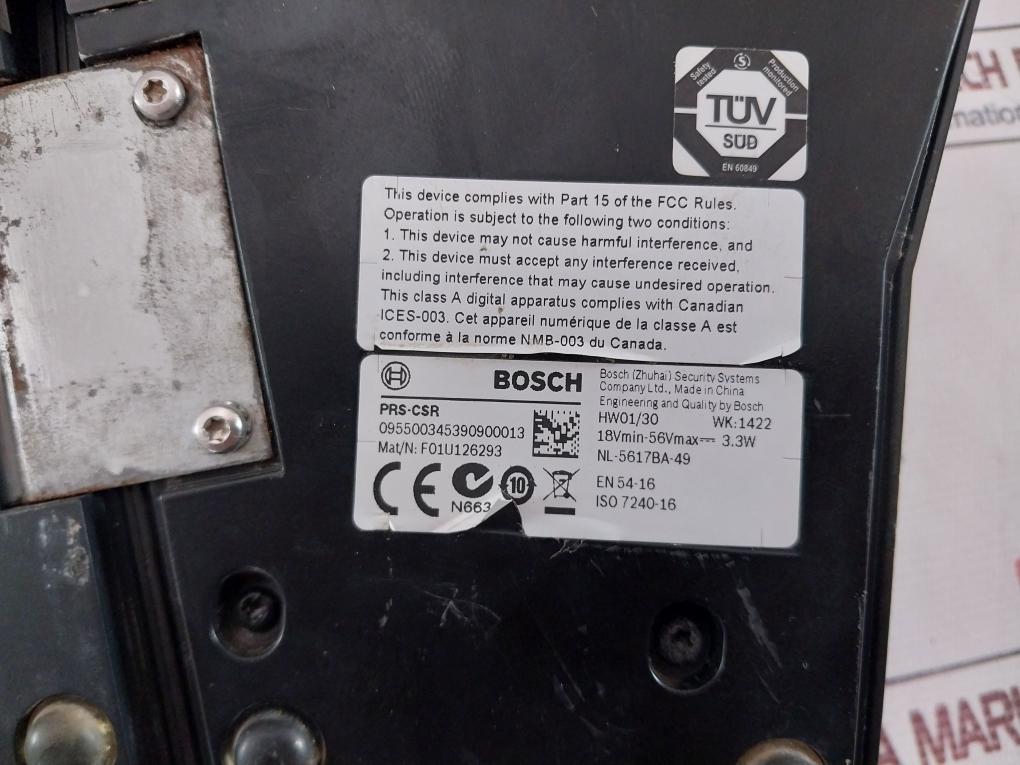 Safety tested
S
Production monitored
TÜV
SÜD
EN 60849
This device complies with Part 15 of the FCC Rules.
Operation is subject to the following two conditions:
1. This device may not cause harmful interference, and
2. This device must accept any interference received,
including interference that may cause undesired operation.
This class A digital apparatus complies with Canadian
ICES-003. Cet appareil numérique de la classe A est
conforme à la norme NMB-003 du Canada.
BOSCH
PRS-CSR
095500345390900013
Mat/N: F01U126293
CE
N663
10
Bosch (Zhuhai) Security Systems
Company Ltd., Made in China
Engineering and Quality by Bosch
HW01/30 WK:1422
18Vmin-56Vmax⎓ 3.3W
NL-5617BA-49
EN 54-16
ISO 7240-16